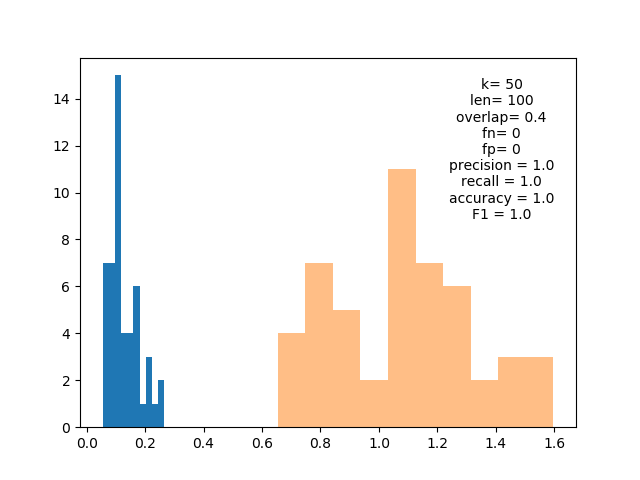 k= 50
len= 100
overlap= 0.4
fn= 0
fp= 0
precision = 1.0
recall = 1.0
accuracy = 1.0
F1 = 1.0
14
12
10
8
6
4
2
0
0.0 0.2 0.4 0.6 0.8 1.0 1.2 1.4 1.6